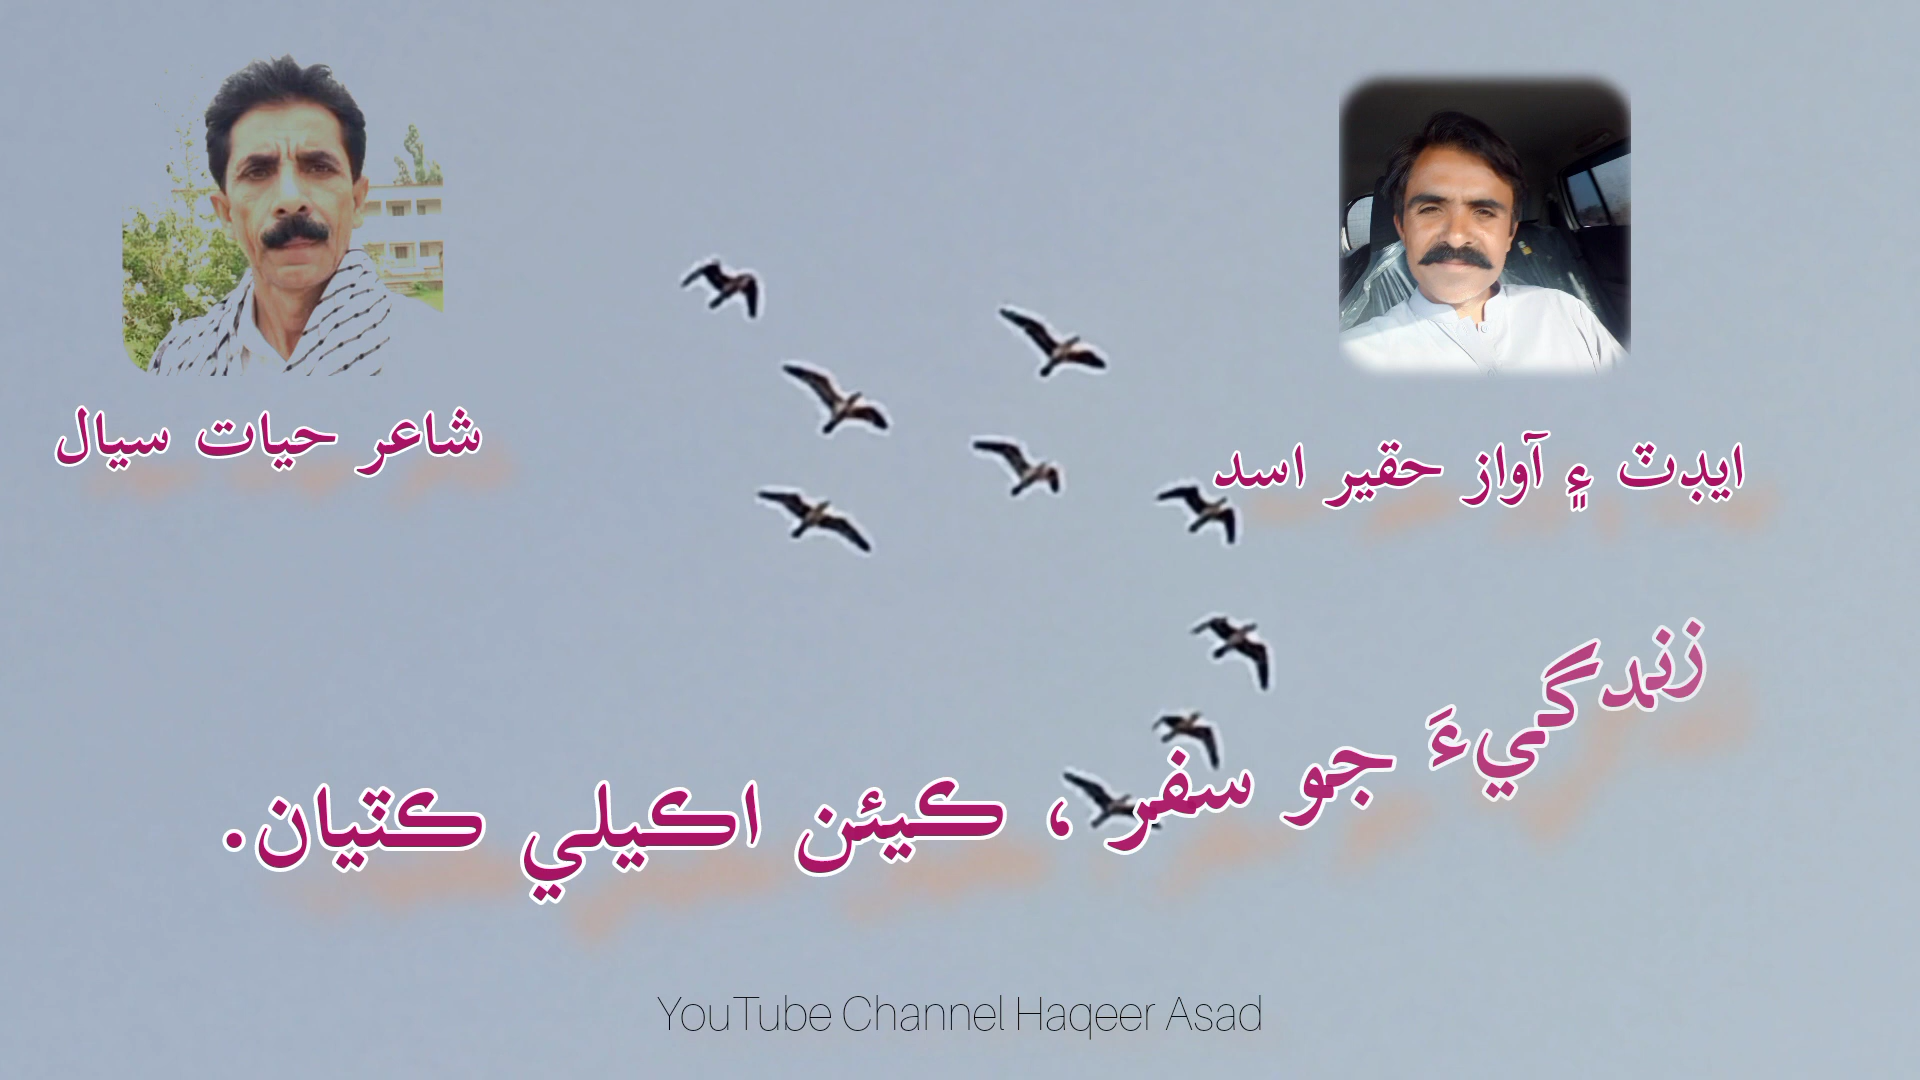 شاعر حيات سيال
ايڊٽ ۽ آواز حقير اسد
زندگيءَ جو سفر ، ڪيئن اڪيلي ڪٽيان.
YouTube Channel Haqeer Asad